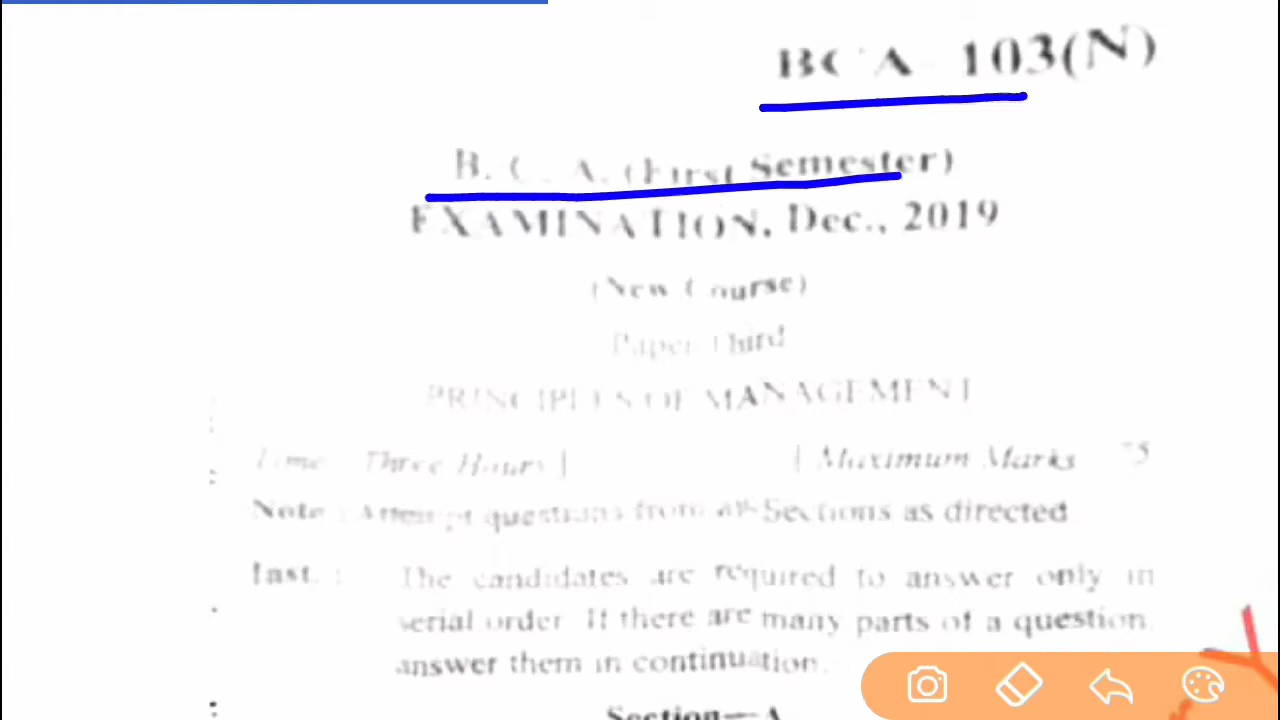 BCA-103(N)
B. C. A. (First Semester)
EXAMINATION, Dec., 2019
(New Course)
Paper Third
PRINCIPLES OF MANAGEMENT
Time : Three Hours ] [ Maximum Marks : 75
Note : Attempt questions from all Sections as directed.
Inst. : The candidates are required to answer only in
serial order. If there are many parts of a question,
answer them in continuation.
Section—A